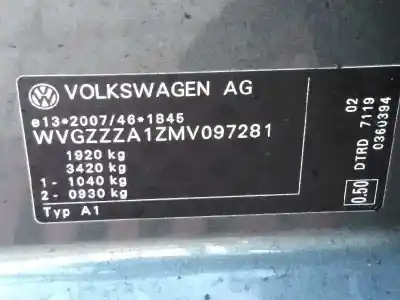 VOLKSWAGEN AG
e13*2007/46*1845
WVGZZZA1ZMV097281
1920 kg
3420 kg
1- 1040 kg
2- 0930 kg
Typ A1
0.50
DTRD 7119 02
0360394